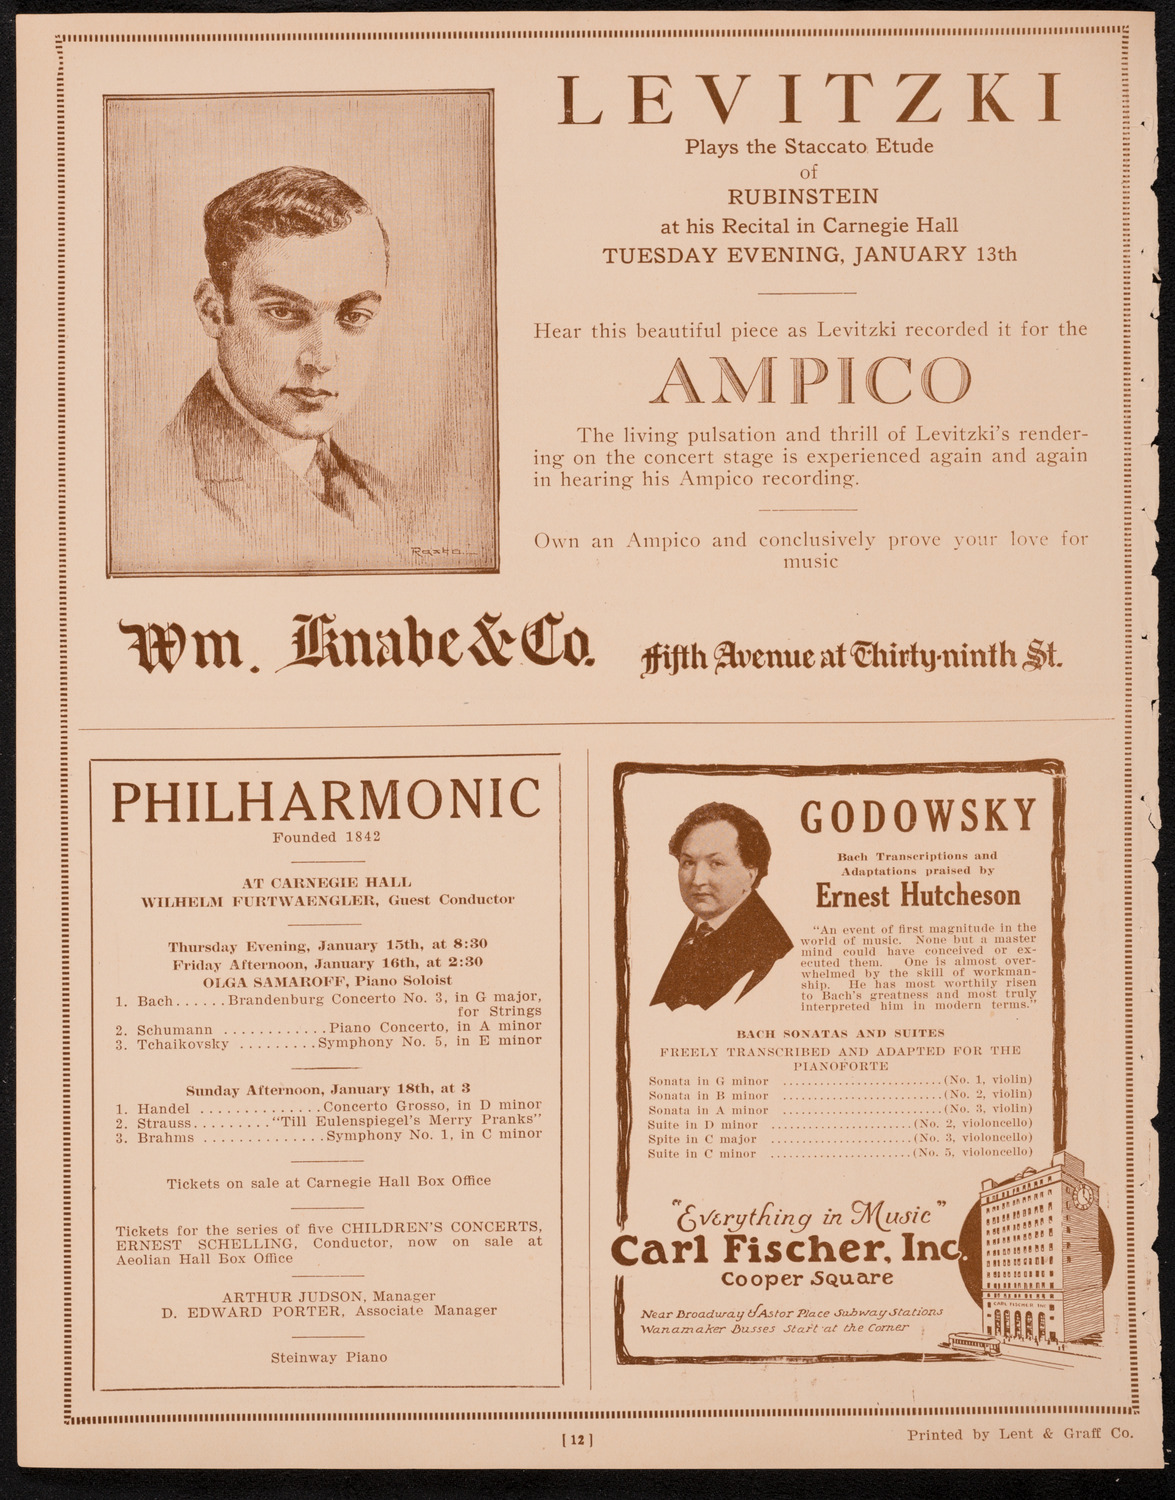 LEVITZKI
Plays the Staccato Etude
of
RUBINSTEIN
at his Recital in Carnegie Hall
TUESDAY EVENING, JANUARY 13th
Hear this beautiful piece as Levitzki recorded it for the
AMPICO
The living pulsation and thrill of Levitzki's render-
ing on the concert stage is experienced again and again
in hearing his Ampico recording.
Own an Ampico and conclusively prove your love for
music
Wm. Knabe & Co. Fifth Avenue at Thirty-ninth St.
PHILHARMONIC
Founded 1842
AT CARNEGIE HALL
WILHELM FURTWAENGLER, Guest Conductor
Thursday Evening, January 15th, at 8:30
Friday Afternoon, January 16th, at 2:30
OLGA SAMAROFF, Piano Soloist
1. Bach......Brandenburg Concerto No. 3, in G major,
for Strings
2. Schumann ............Piano Concerto, in A minor
3. Tchaikovsky .........Symphony No. 5, in E minor
Sunday Afternoon, January 18th, at 3
1. Handel ..............Concerto Grosso, in D minor
2. Strauss.........“Till Eulenspiegel's Merry Pranks”
3. Brahms ..............Symphony No. 1, in C minor
Tickets on sale at Carnegie Hall Box Office
Tickets for the series of five CHILDREN'S CONCERTS,
ERNEST SCHELLING, Conductor, now on sale at
Aeolian Hall Box Office
ARTHUR JUDSON, Manager
D. EDWARD PORTER, Associate Manager
Steinway Piano
GODOWSKY
Bach Transcriptions and
Adaptations praised by
Ernest Hutcheson
“An event of first magnitude in the
world of music. None but a master
mind could have conceived or ex-
ecuted them. One is almost over-
whelmed by the skill of workman-
ship. He has most worthily risen
to Bach's greatness and most truly
interpreted him in modern terms.”
BACH SONATAS AND SUITES
FREELY TRANSCRIBED AND ADAPTED FOR THE
PIANOFORTE
Sonata in G minor .........................(No. 1, violin)
Sonata in B minor .........................(No. 2, violin)
Sonata in A minor .........................(No. 3, violin)
Suite in D minor ......................(No. 2, violoncello)
Spite in C major ......................(No. 3, violoncello)
Suite in C minor ......................(No. 5, violoncello)
“Everything in Music”
Carl Fischer, Inc.
Cooper Square
CARL FISCHER INC
Near Broadway & Astor Place Subway Stations
Wanamaker Busses Start at the Corner
[ 12 ]
Printed by Lent & Graff Co.